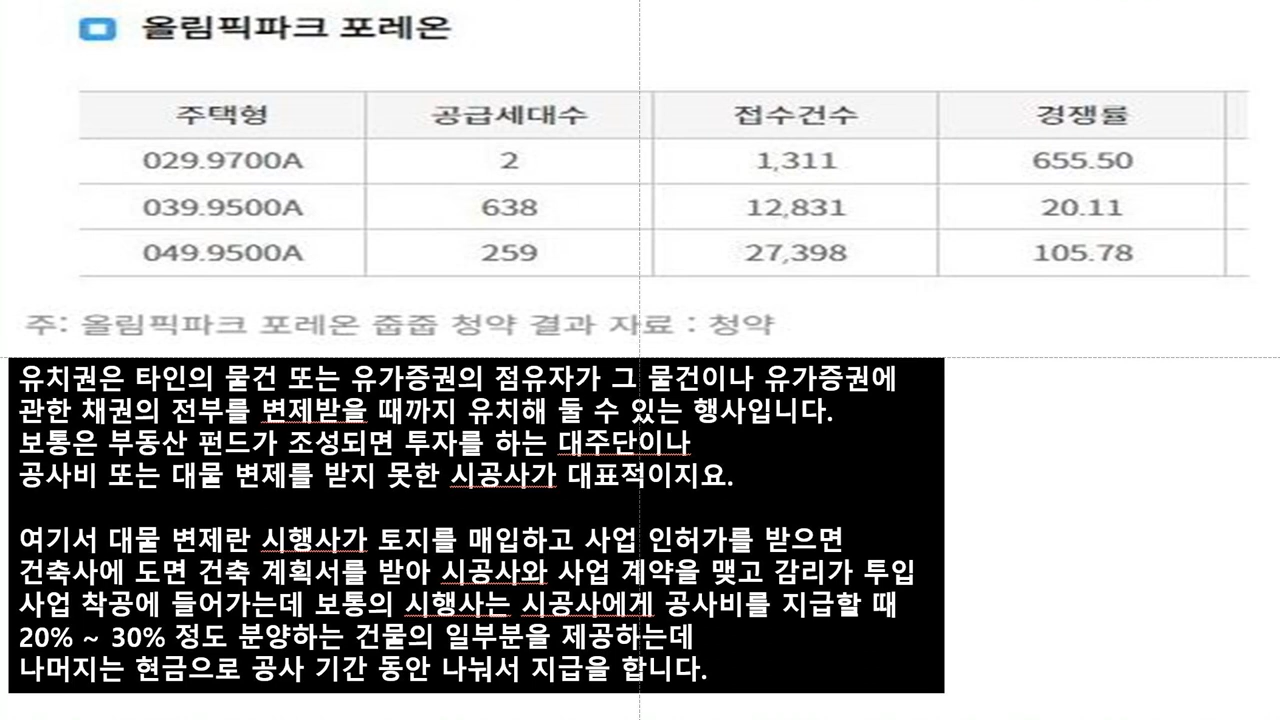 올림픽파크 포레온
주택형 공급세대수 접수건수 경쟁률
029.9700A 2 1,311 655.50
039.9500A 638 12,831 20.11
049.9500A 259 27,398 105.78
주: 올림픽파크 포레온 줍줍 청약 결과 자료 : 청약
유치권은 타인의 물건 또는 유가증권의 점유자가 그 물건이나 유가증권에
관한 채권의 전부를 변제받을 때까지 유치해 둘 수 있는 행사입니다.
보통은 부동산 펀드가 조성되면 투자를 하는 대주단이나
공사비 또는 대물 변제를 받지 못한 시공사가 대표적이지요.
여기서 대물 변제란 시행사가 토지를 매입하고 사업 인허가를 받으면
건축사에 도면 건축 계획서를 받아 시공사와 사업 계약을 맺고 감리가 투입
사업 착공에 들어가는데 보통의 시행사는 시공사에게 공사비를 지급할 때
20% ~ 30% 정도 분양하는 건물의 일부분을 제공하는데
나머지는 현금으로 공사 기간 동안 나눠서 지급을 합니다.